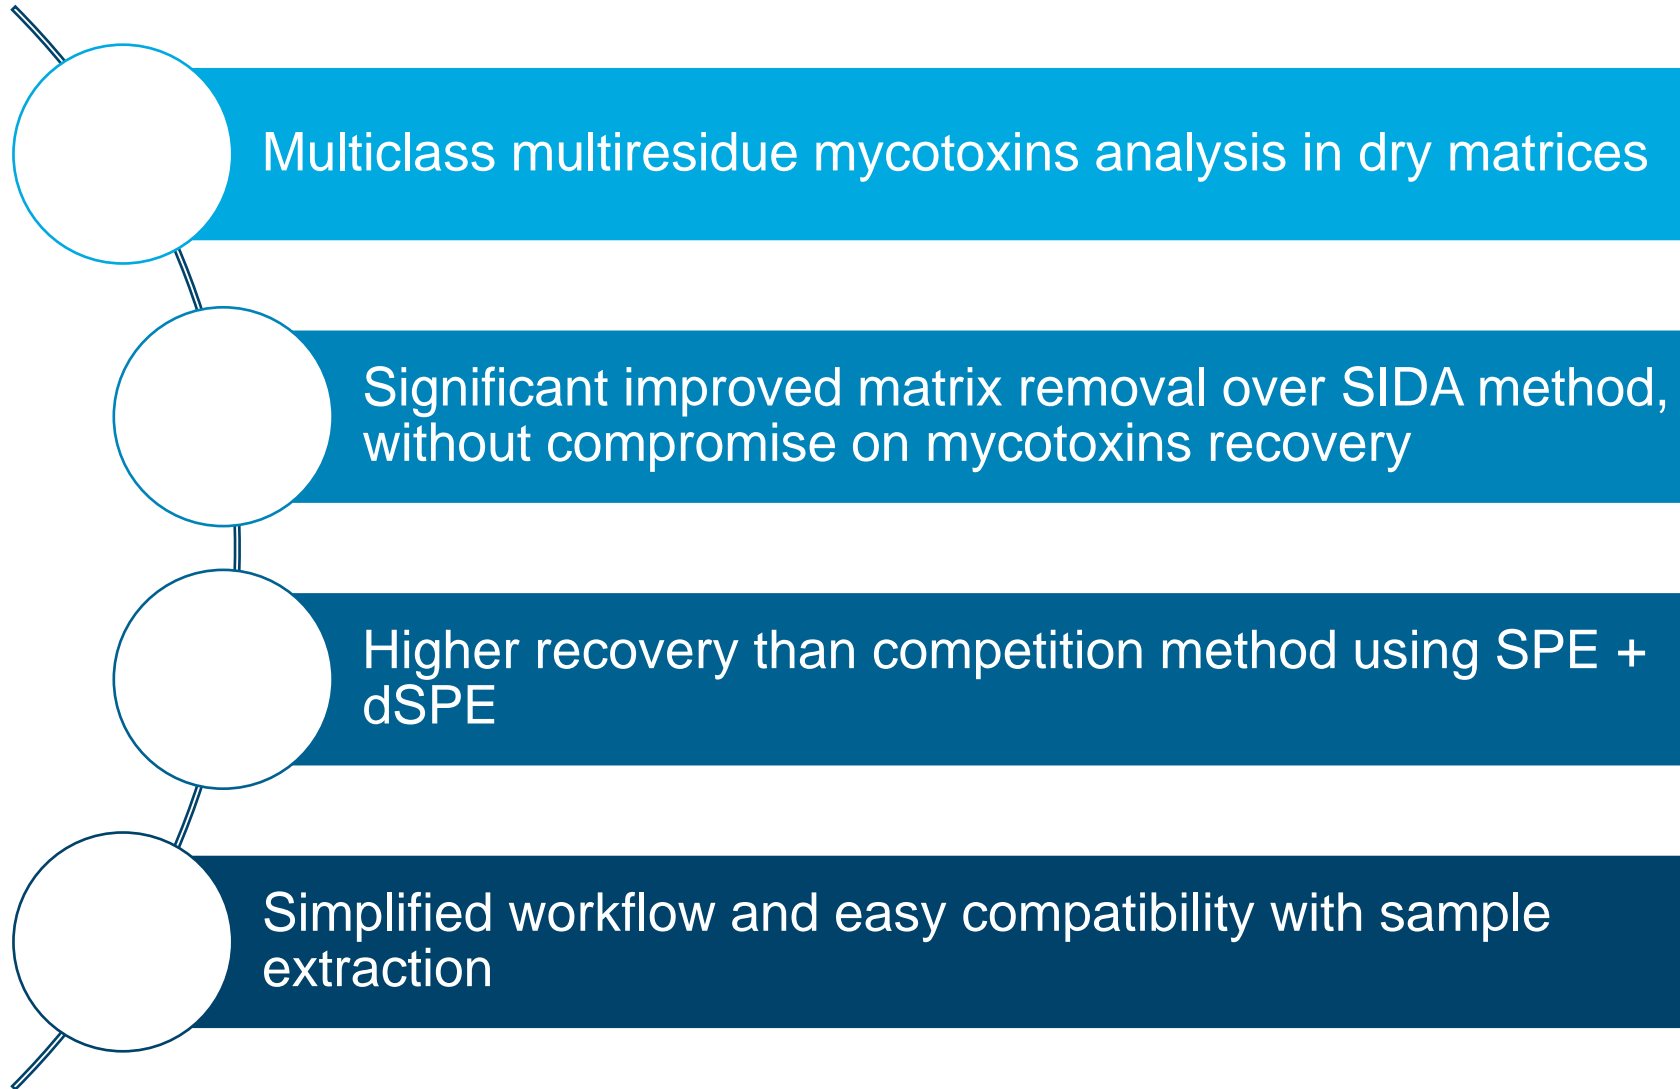 Multiclass multiresidue mycotoxins analysis in dry matrices
Significant improved matrix removal over SIDA method,
without compromise on mycotoxins recovery
Higher recovery than competition method using SPE +
dSPE
Simplified workflow and easy compatibility with sample
extraction